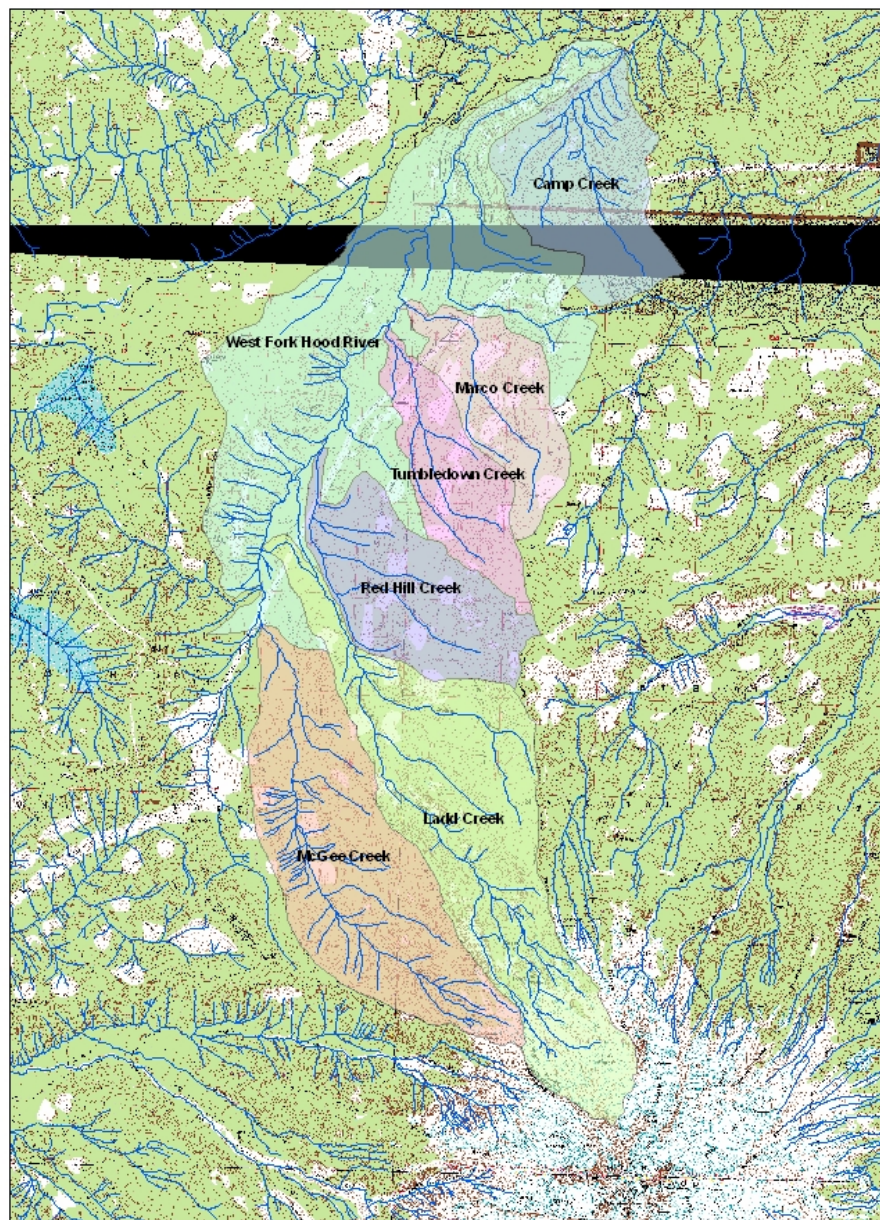 Camp Creek
West Fork Hood River
Marco Creek
Tumbledown Creek
Red Hill Creek
Ladd Creek
McGee Creek